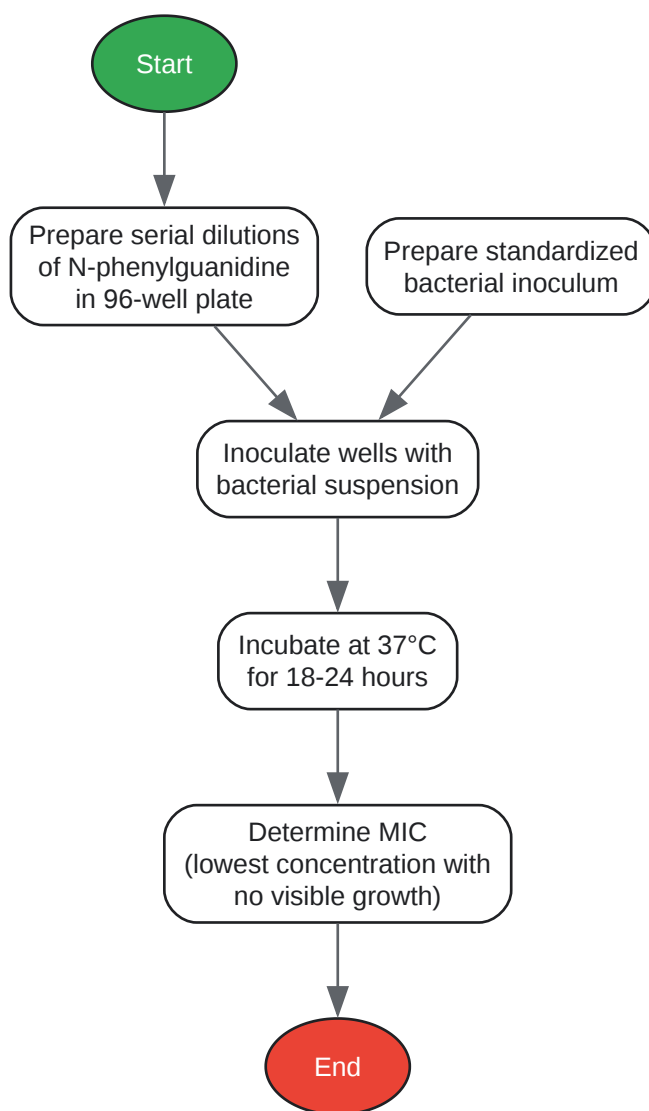 Start
Prepare serial dilutions
of N-phenylguanidine
in 96-well plate
Prepare standardized
bacterial inoculum
Inoculate wells with
bacterial suspension
Incubate at 37°C
for 18-24 hours
Determine MIC
(lowest concentration with
no visible growth)
End